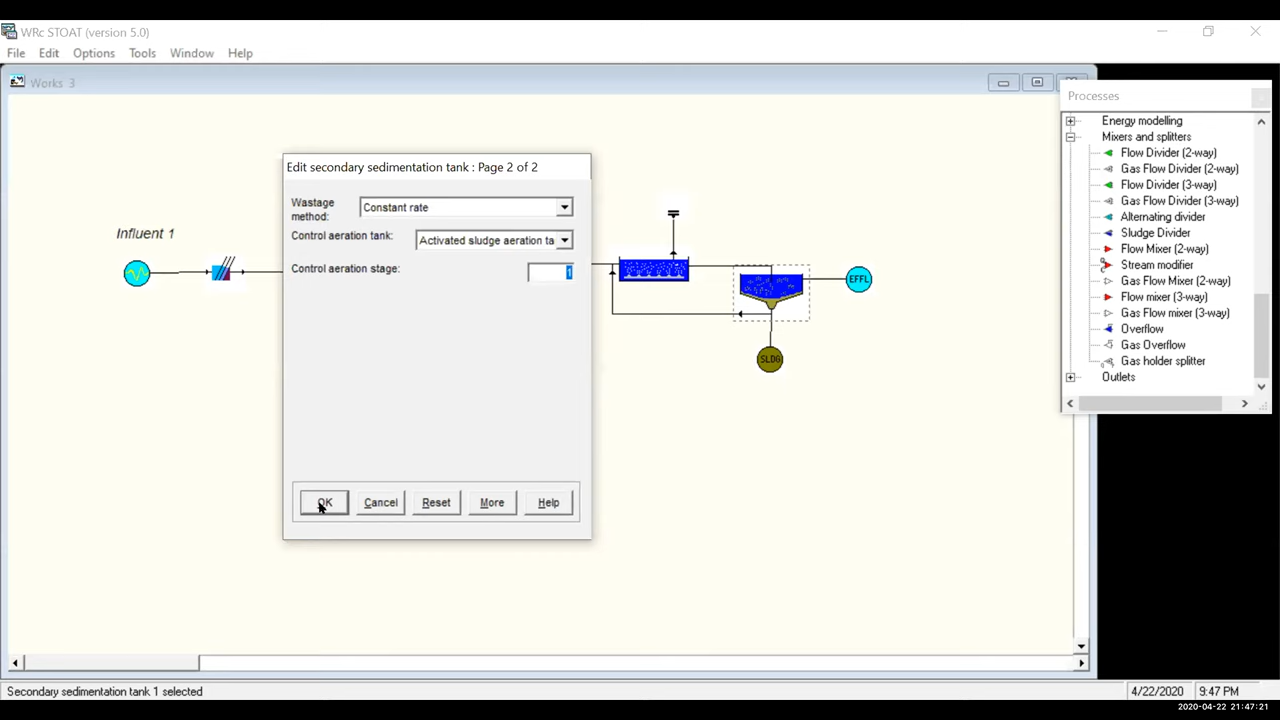 WRc STOAT (version 5.0)
File Edit Options Tools Window Help
Works 3
Processes
Energy modelling
Mixers and splitters
Flow Divider (2-way)
Gas Flow Divider (2-way)
Flow Divider (3-way)
Gas Flow Divider (3-way)
Alternating divider
Sludge Divider
Flow Mixer (2-way)
Stream modifier
Gas Flow Mixer (2-way)
Flow mixer (3-way)
Gas Flow mixer (3-way)
Overflow
Gas Overflow
Gas holder splitter
Outlets
Edit secondary sedimentation tank : Page 2 of 2
Wastage method: Constant rate
Control aeration tank: Activated sludge aeration ta
Control aeration stage: 1
OK Cancel Reset More Help
Influent 1
EFFL
SLDG
Secondary sedimentation tank 1 selected
4/22/2020 9:47 PM
2020-04-22 21:47:21